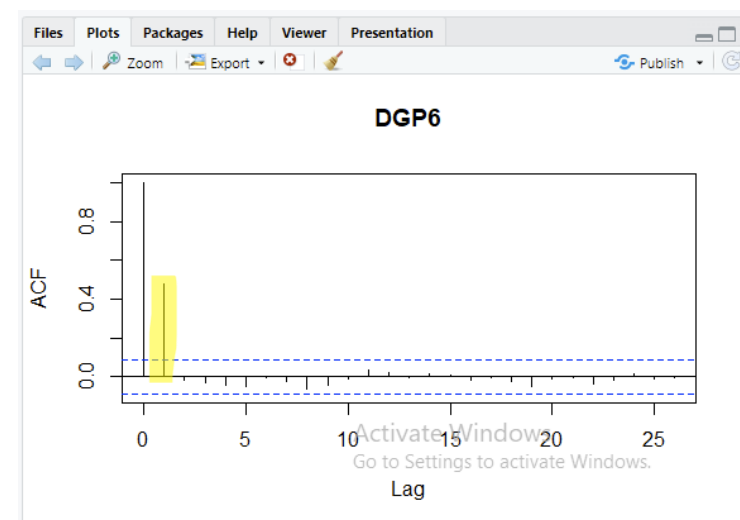 Files Plots Packages Help Viewer Presentation
Zoom Export Publish
DGP6
ACF
0.8
0.4
0.0
0 5 10 15 20 25
Activate Windows
Go to Settings to activate Windows.
Lag